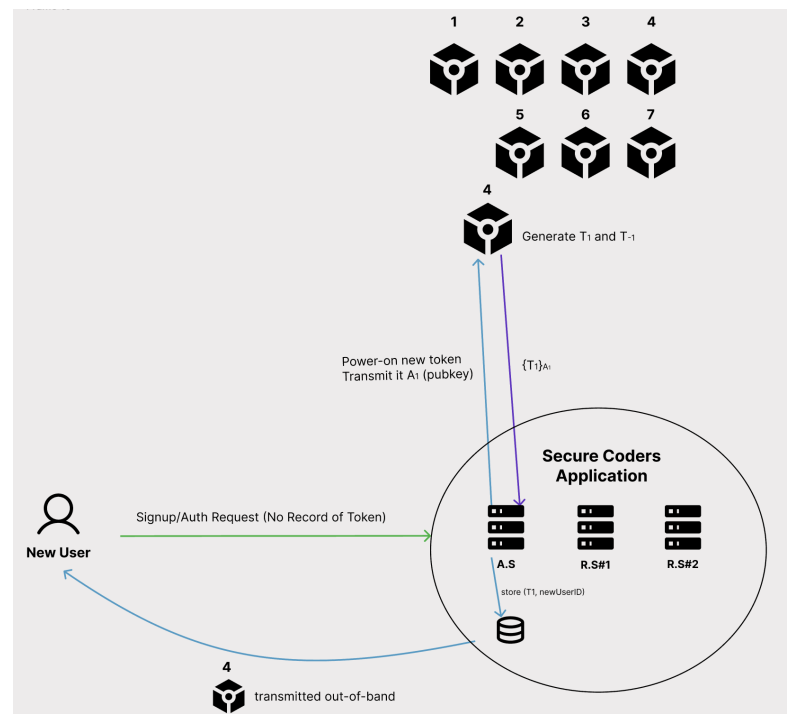 1 2 3 4
5 6 7
4
Generate T1 and T-1
Power-on new token
Transmit it A1 (pubkey)
{T1}A1
Secure Coders
Application
Signup/Auth Request (No Record of Token)
New User
A.S R.S#1 R.S#2
store (T1, newUserID)
4
transmitted out-of-band